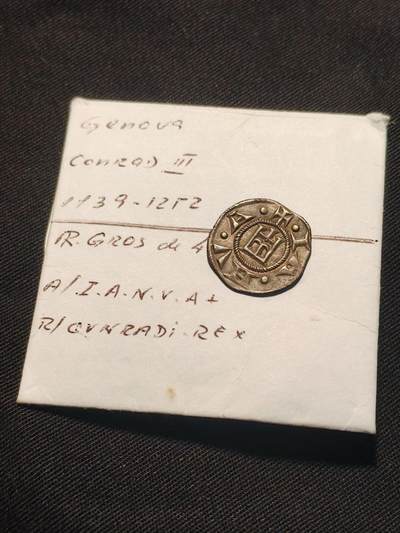 Genova
Conrad III
1139-1252
R. Gros de 4
A/ I.A.N.V.A +
R/ CVNRADI. REX
+ I A N V A